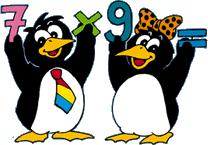 7 x 9 =